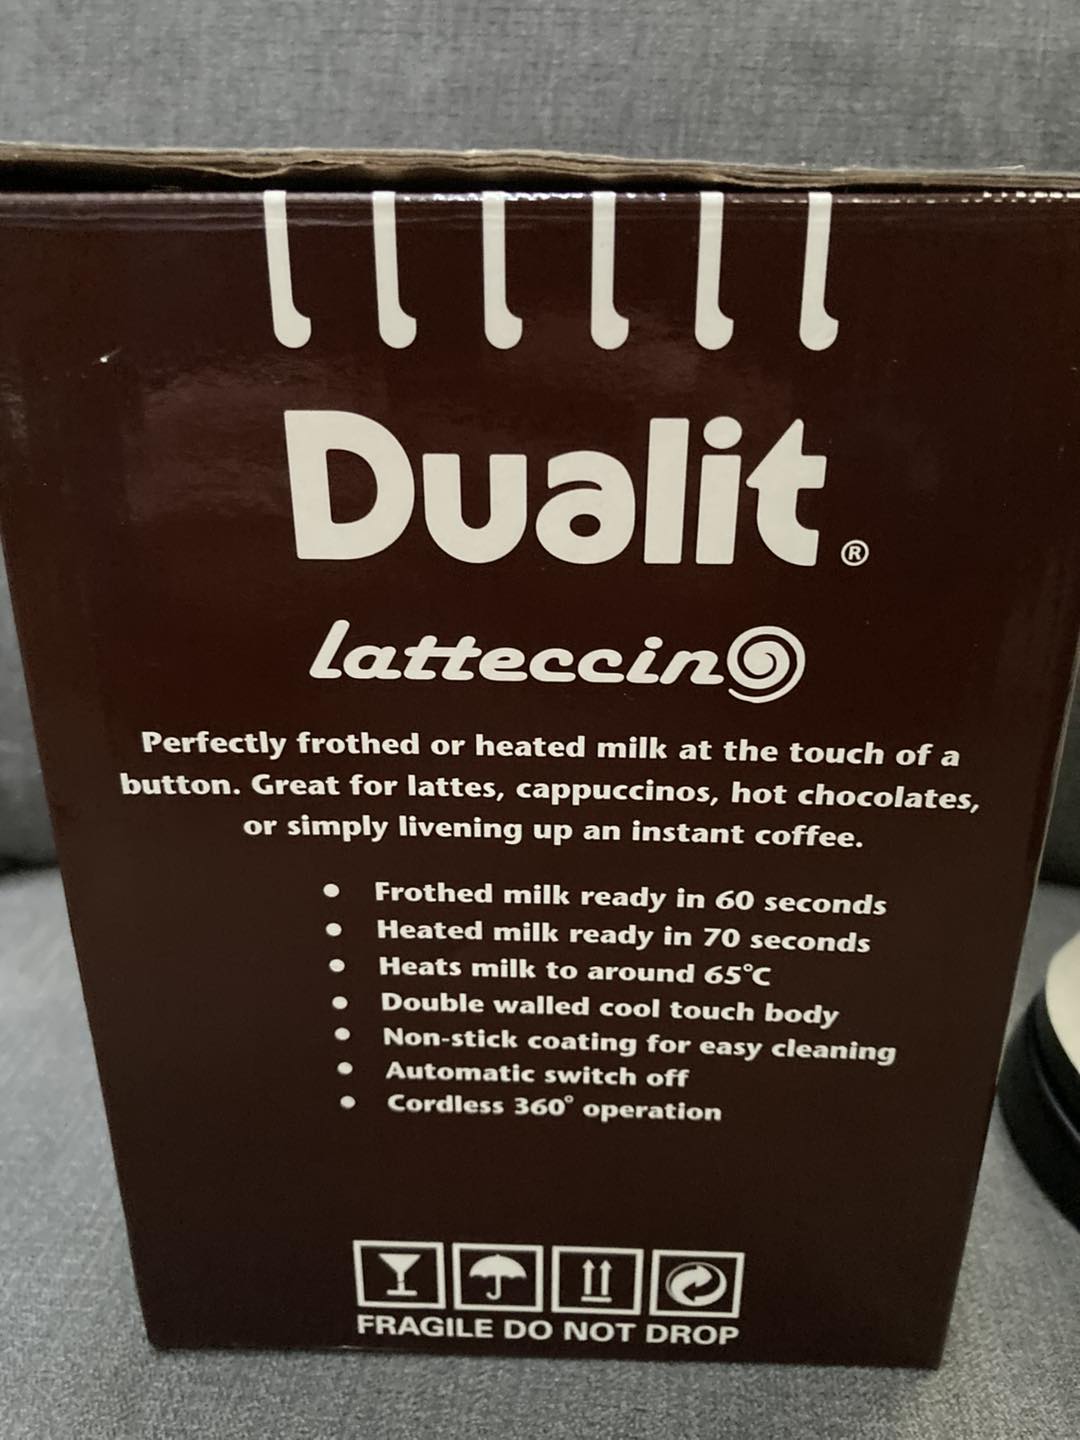 Dualit®
latteccino
Perfectly frothed or heated milk at the touch of a
button. Great for lattes, cappuccinos, hot chocolates,
or simply livening up an instant coffee.
• Frothed milk ready in 60 seconds
• Heated milk ready in 70 seconds
• Heats milk to around 65°C
• Double walled cool touch body
• Non-stick coating for easy cleaning
• Automatic switch off
• Cordless 360° operation
FRAGILE DO NOT DROP